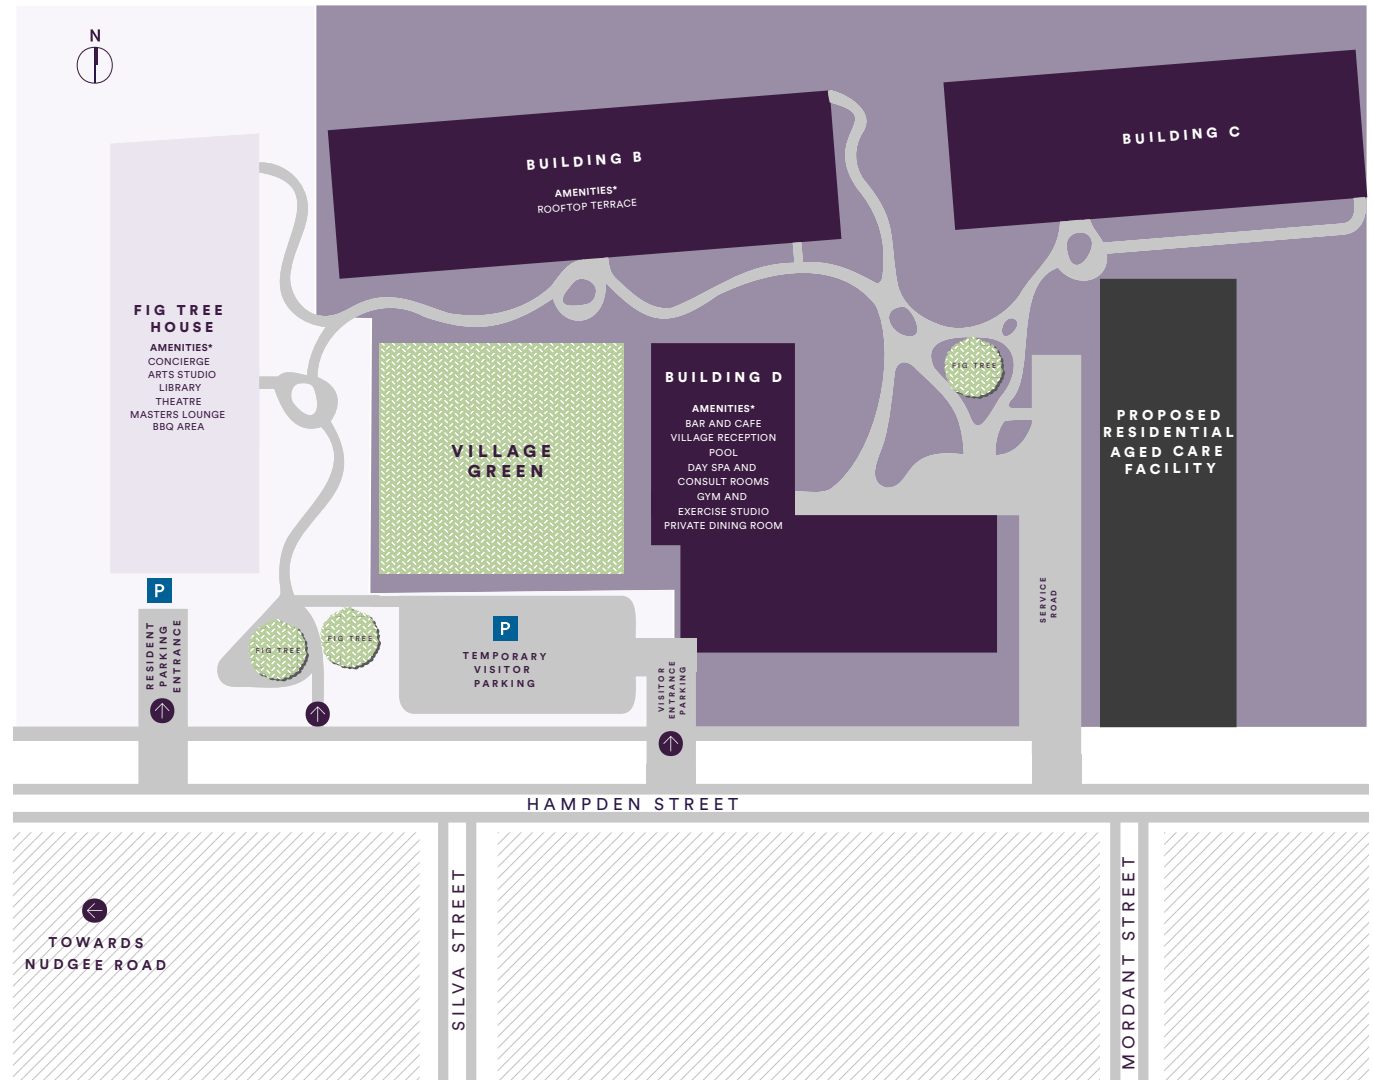 N
BUILDING B
AMENITIES*
ROOFTOP TERRACE
BUILDING C
FIG TREE
HOUSE
AMENITIES*
CONCIERGE
ARTS STUDIO
LIBRARY
THEATRE
MASTERS LOUNGE
BBQ AREA
VILLAGE
GREEN
BUILDING D
AMENITIES*
BAR AND CAFE
VILLAGE RECEPTION
POOL
DAY SPA AND
CONSULT ROOMS
GYM AND
EXERCISE STUDIO
PRIVATE DINING ROOM
FIG TREE
PROPOSED
RESIDENTIAL
AGED CARE
FACILITY
SERVICE
ROAD
P
RESIDENT
PARKING
ENTRANCE
FIG TREE
FIG TREE
P
TEMPORARY
VISITOR
PARKING
VISITOR
ENTRANCE
PARKING
HAMPDEN STREET
SILVA STREET
MORDANT STREET
TOWARDS
NUDGEE ROAD